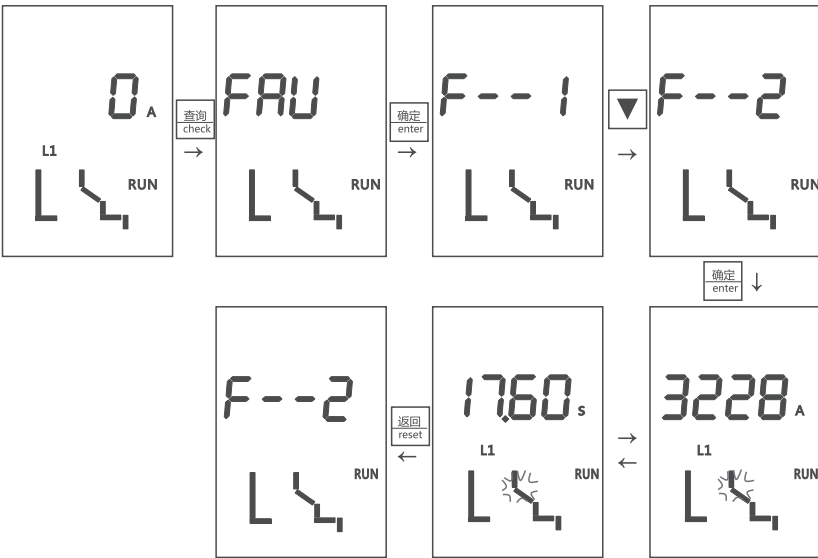 0 A
L1
RUN
查询
check
→
FAU
RUN
确定
enter
→
F--1
RUN
▼
→
F--2
RUN
确定
enter
↓
3228 A
L1
RUN
→
←
17.60 s
L1
RUN
返回
reset
←
F--2
RUN